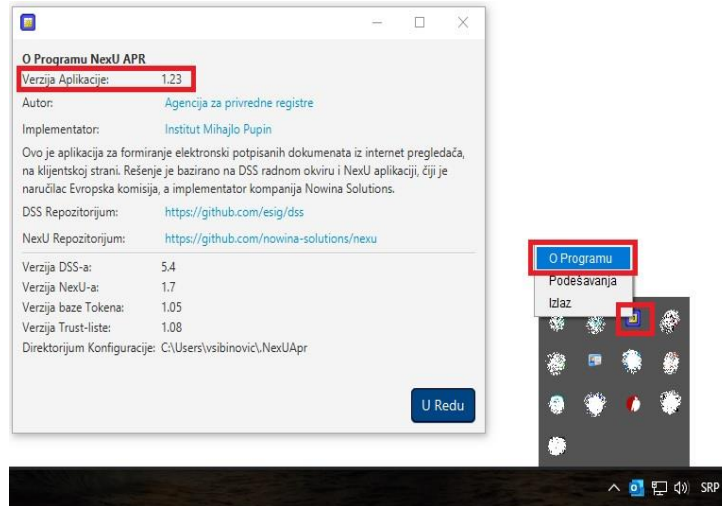 O Programu NexU APR
Verzija Aplikacije: 1.23
Autor: Agencija za privredne registre
Implementator: Institut Mihajlo Pupin
Ovo je aplikacija za formiranje elektronski potpisanih dokumenata iz internet pregledača,
na klijentskoj strani. Rešenje je bazirano na DSS radnom okviru i NexU aplikaciji, čiji je
naručilac Evropska komisija, a implementator kompanija Nowina Solutions.
DSS Repozitorijum: https://github.com/esig/dss
NexU Repozitorijum: https://github.com/nowina-solutions/nexu
Verzija DSS-a: 5.4
Verzija NexU-a: 1.7
Verzija baze Tokena: 1.05
Verzija Trust-liste: 1.08
Direktorijum Konfiguracije: C:\Users\vsibinovic\.NexUApr
U Redu
O Programu
Podešavanja
Izlaz
SRP